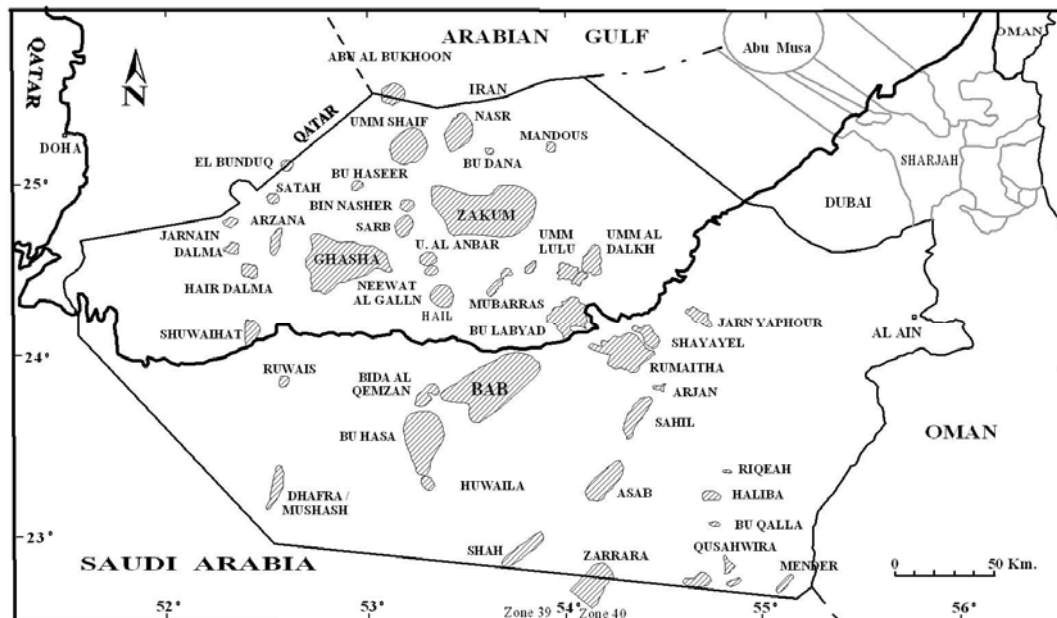 QATAR
ARABIAN GULF
Abu Musa
OMAN
ABU AL BUKHOON
N
IRAN
QATAR
UMM SHAIF
NASR
MANDOUS
DOHA
EL BUNDUQ
BU DANA
SHARJAH
BU HASEER
25°
SATAH
BIN NASHER
ZAKUM
DUBAI
ARZANA
SARB
JARNAIN
U. AL ANBAR
UMM
LULU
UMM AL
DALKH
DALMA
GHASHA
HAIR DALMA
NEEWAT
AL GALLN
MUBARRAS
HAIL
SHUWAIHAT
BU LABYAD
JARN YAPHOUR
AL AIN
SHAYAYEL
24°
RUWAIS
RUMAITHA
BIDA AL
QEMZAN
BAB
ARJAN
SAHIL
BU HASA
OMAN
RIQEAH
HUWAILA
ASAB
HALIBA
DHAFRA /
MUSHASH
BU QALLA
23°
SHAH
QUSAHWIRA
ZARRARA
MENDER
SAUDI ARABIA
0
50 Km.
52°
53°
54°
55°
56°
Zone 39
Zone 40